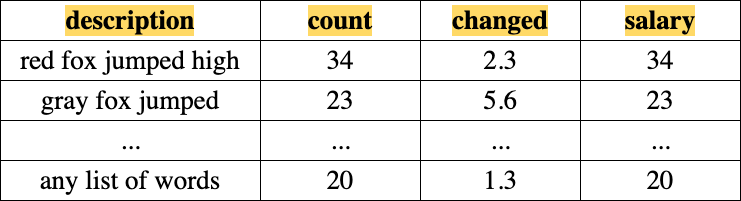 description count changed salary
red fox jumped high 34 2.3 34
gray fox jumped 23 5.6 23
... ... ... ...
any list of words 20 1.3 20